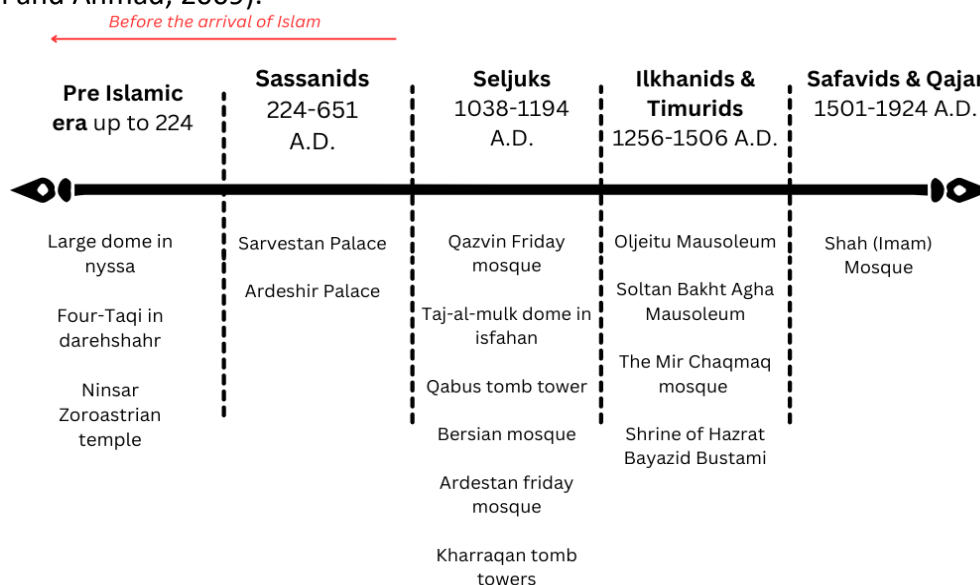 and Ahmad, 2009).
Before the arrival of Islam
Pre Islamic
era up to 224
Sassanids
224-651
A.D.
Seljuks
1038-1194
A.D.
Ilkhanids &
Timurids
1256-1506 A.D.
Safavids & Qajar
1501-1924 A.D.
Large dome in
nyssa
Four-Taqi in
darehshahr
Ninsar
Zoroastrian
temple
Sarvestan Palace
Ardeshir Palace
Qazvin Friday
mosque
Taj-al-mulk dome in
isfahan
Qabus tomb tower
Bersian mosque
Ardestan friday
mosque
Kharraqan tomb
towers
Oljeitu Mausoleum
Soltan Bakht Agha
Mausoleum
The Mir Chaqmaq
mosque
Shrine of Hazrat
Bayazid Bustami
Shah (Imam)
Mosque